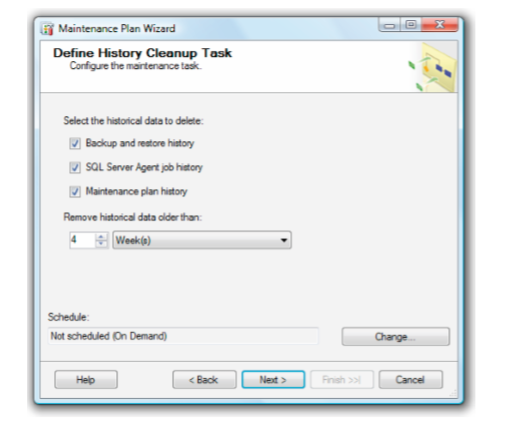 Maintenance Plan Wizard
Define History Cleanup Task
Configure the maintenance task.
Select the historical data to delete:
Backup and restore history
SQL Server Agent job history
Maintenance plan history
Remove historical data older than:
4 Week(s)
Schedule:
Not scheduled (On Demand) Change...
Help < Back Next > Finish >>| Cancel